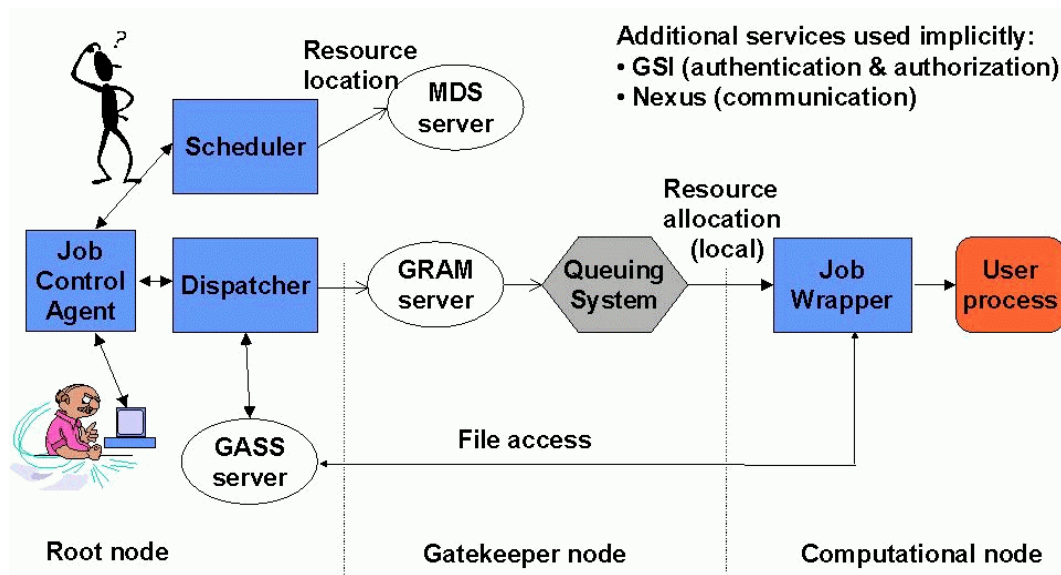 ?
Resource
location
MDS
server
Additional services used implicitly:
• GSI (authentication & authorization)
• Nexus (communication)
Scheduler
Job
Control
Agent
Dispatcher
GRAM
server
Queuing
System
Resource
allocation
(local)
Job
Wrapper
User
process
GASS
server
File access
Root node
Gatekeeper node
Computational node